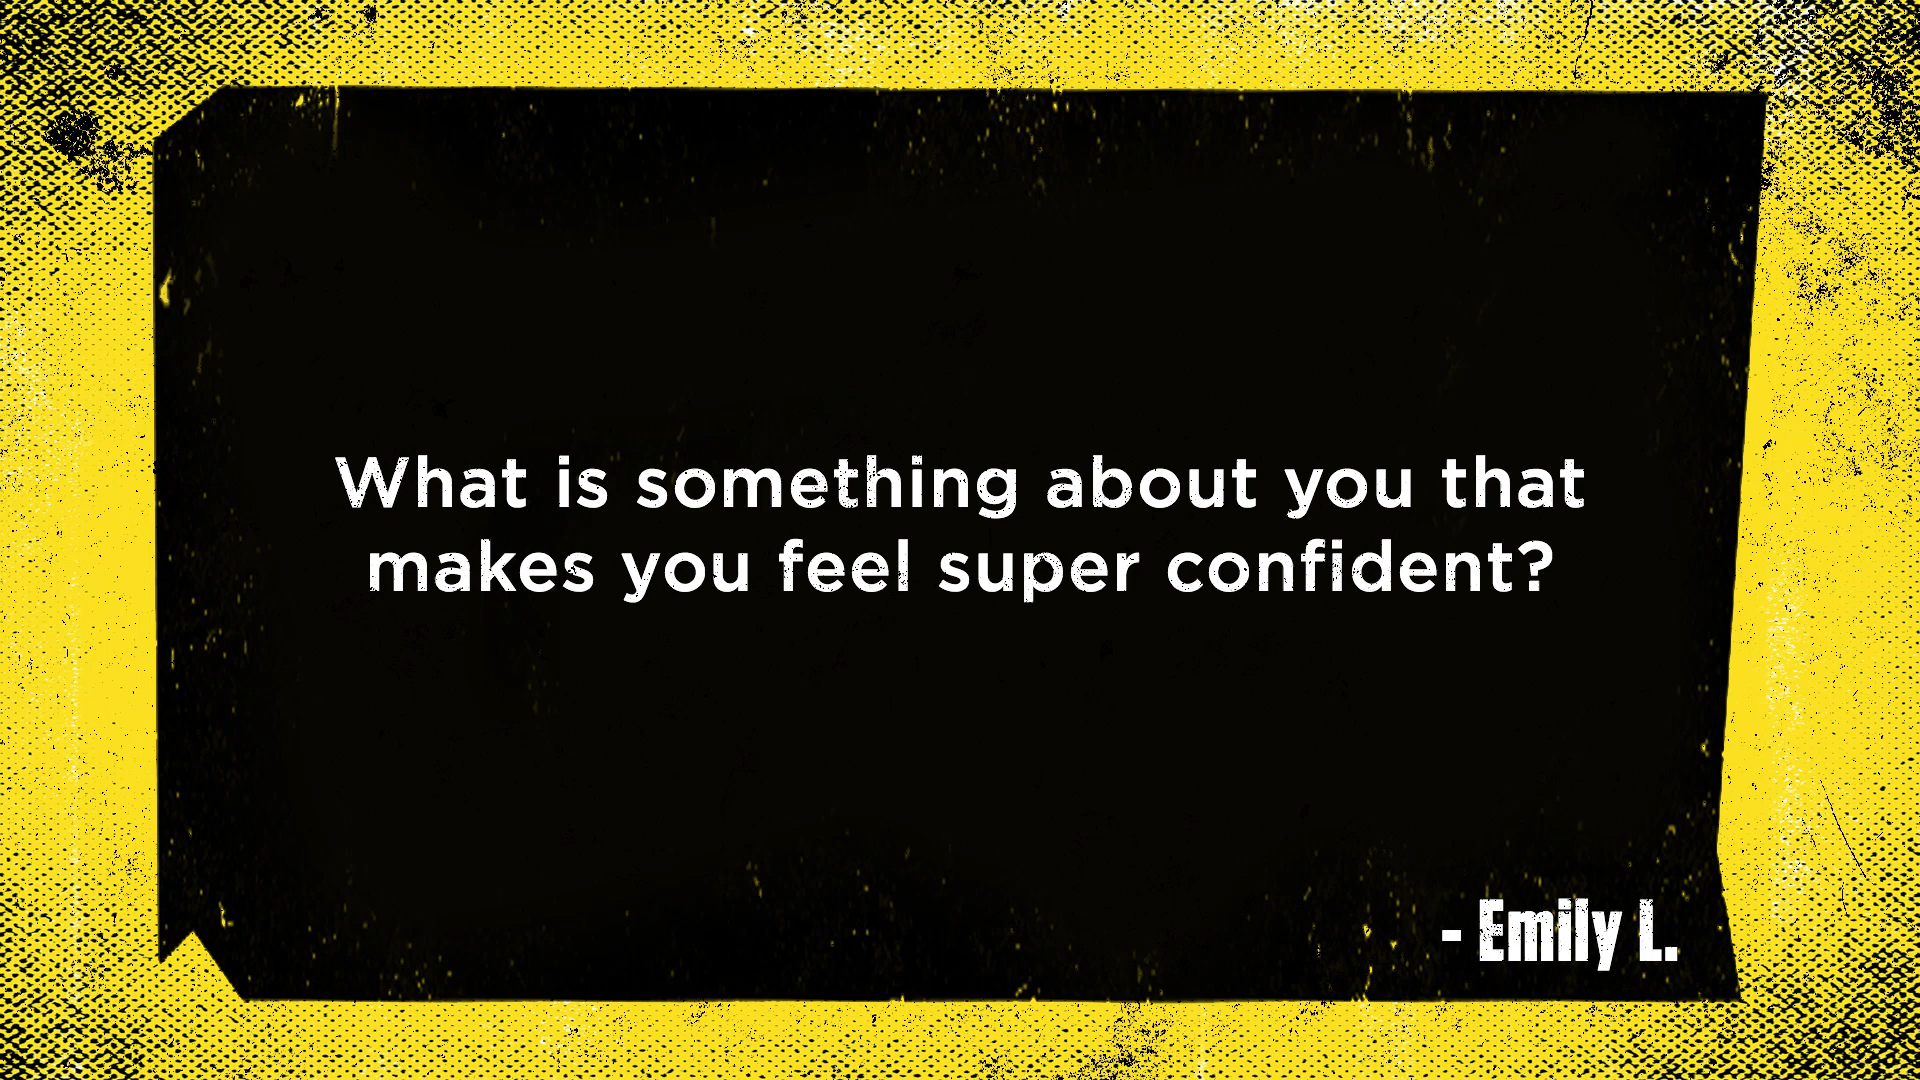 What is something about you that
makes you feel super confident?
- Emily L.